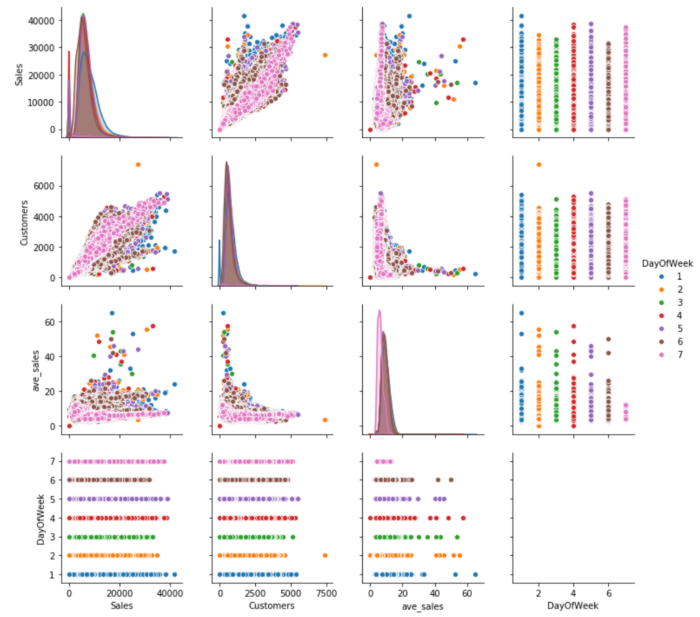 40000
30000
20000
10000
0
Sales
6000
4000
2000
0
Customers
DayOfWeek
1
2
3
4
5
6
7
60
40
20
0
ave_sales
7
6
5
4
3
2
1
DayOfWeek
0 20000 40000
0 2500 5000 7500
0 20 40 60
2 4 6
Sales
Customers
ave_sales
DayOfWeek